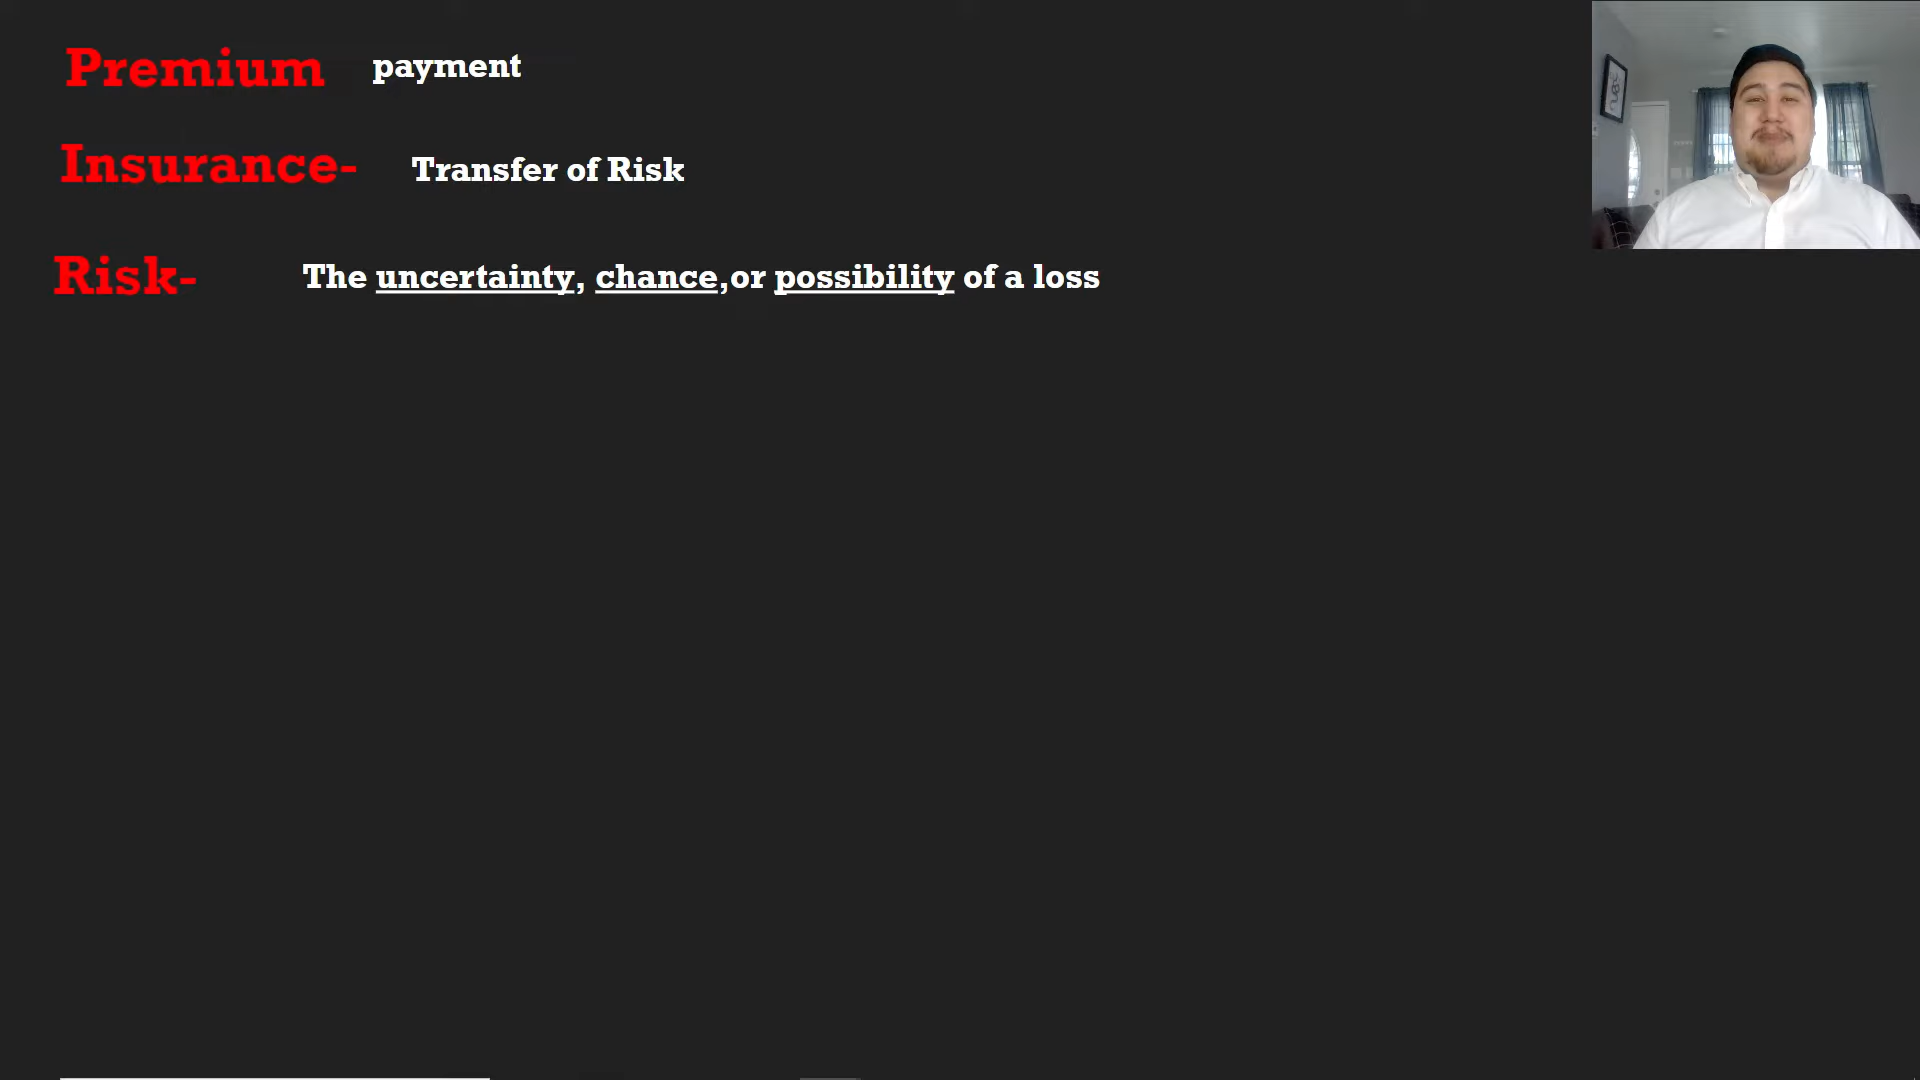 Premium payment
Insurance- Transfer of Risk
Risk- The uncertainty, chance,or possibility of a loss